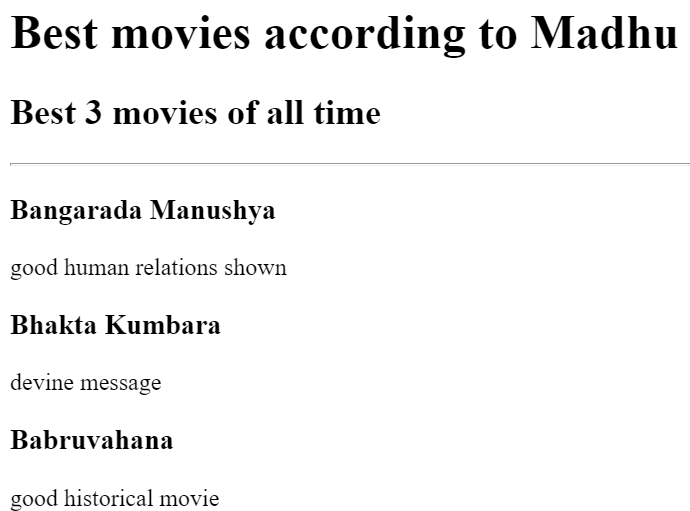 Best movies according to Madhu
Best 3 movies of all time
Bangarada Manushya
good human relations shown
Bhakta Kumbara
devine message
Babruvahana
good historical movie